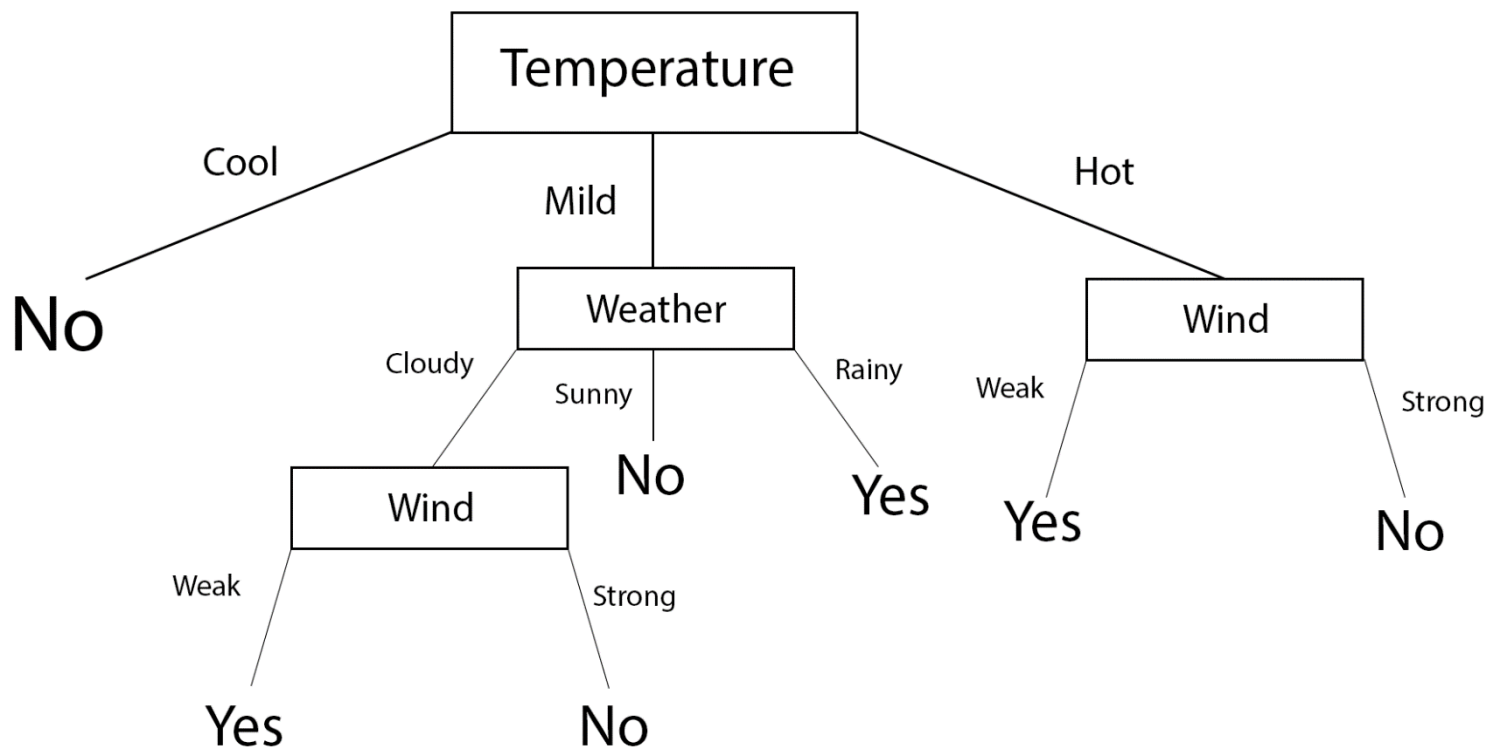 Temperature
Cool
Mild
Hot
No
Weather
Wind
Cloudy
Sunny
Rainy
Weak
Strong
No
Yes
Yes
No
Wind
Weak
Strong
Yes
No